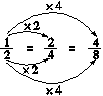 ×4
×2
1/2 = 2/4 = 4/8
×2
×4